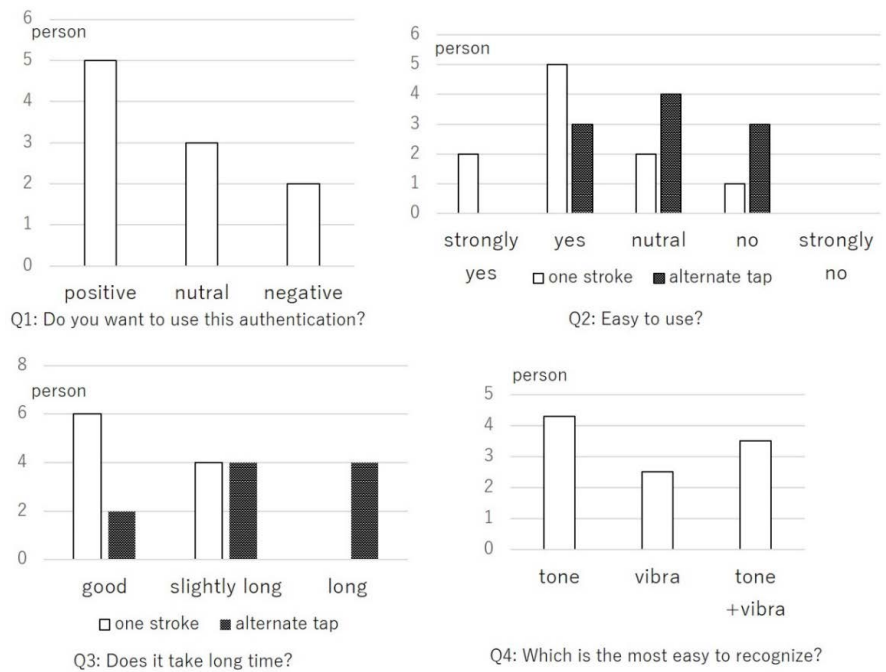 6
person
5
4
3
2
1
0
positive nutral negative
Q1: Do you want to use this authentication?
6
person
5
4
3
2
1
0
strongly yes nutral no strongly
yes no
one stroke alternate tap
Q2: Easy to use?
8
person
6
4
2
0
good slightly long long
one stroke alternate tap
Q3: Does it take long time?
person
5
4
3
2
1
0
tone vibra tone
+vibra
Q4: Which is the most easy to recognize?